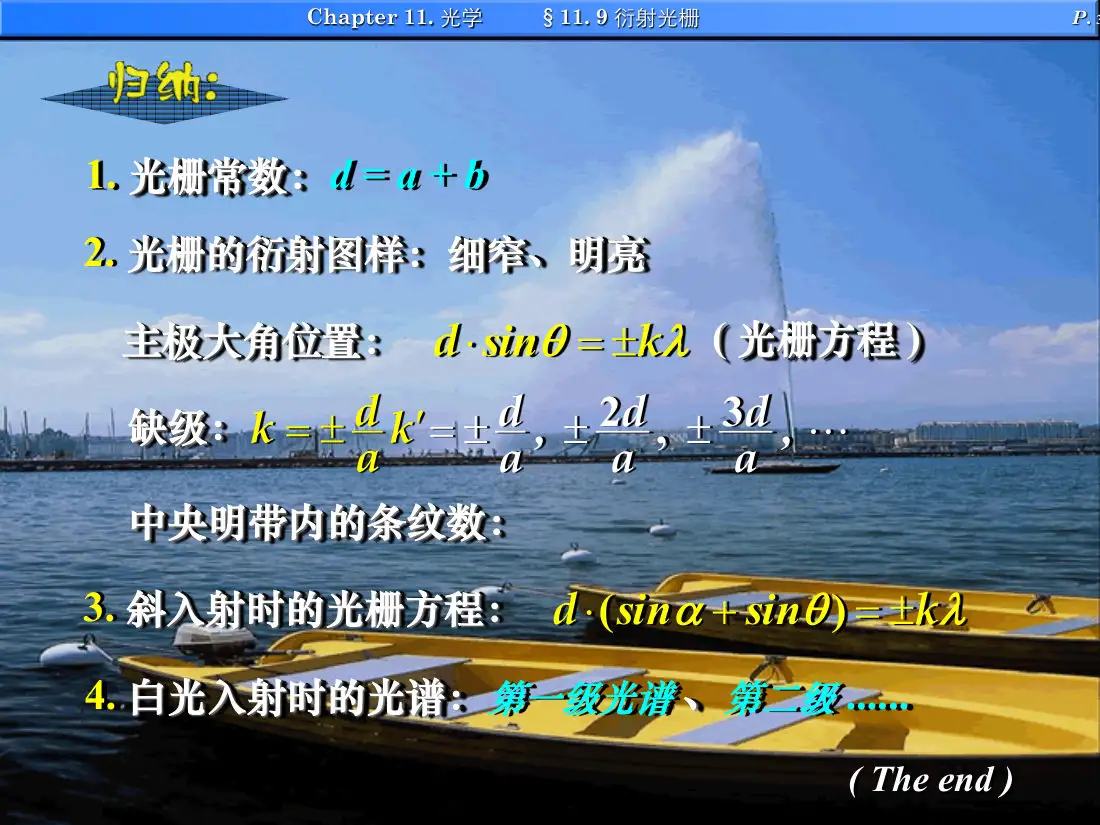 Chapter 11. 光学 §11. 9 衍射光栅 P.
归纳：
1. 光栅常数：d = a + b
2. 光栅的衍射图样：细窄、明亮
主极大角位置： d · sinθ = ±kλ ( 光栅方程 )
缺级：k = ± d/a k′ = ± d/a , ± 2d/a , ± 3d/a , ···
中央明带内的条纹数：
3. 斜入射时的光栅方程： d · (sinα + sinθ) = ±kλ
4. 白光入射时的光谱：第一级光谱、第二级······
( The end )